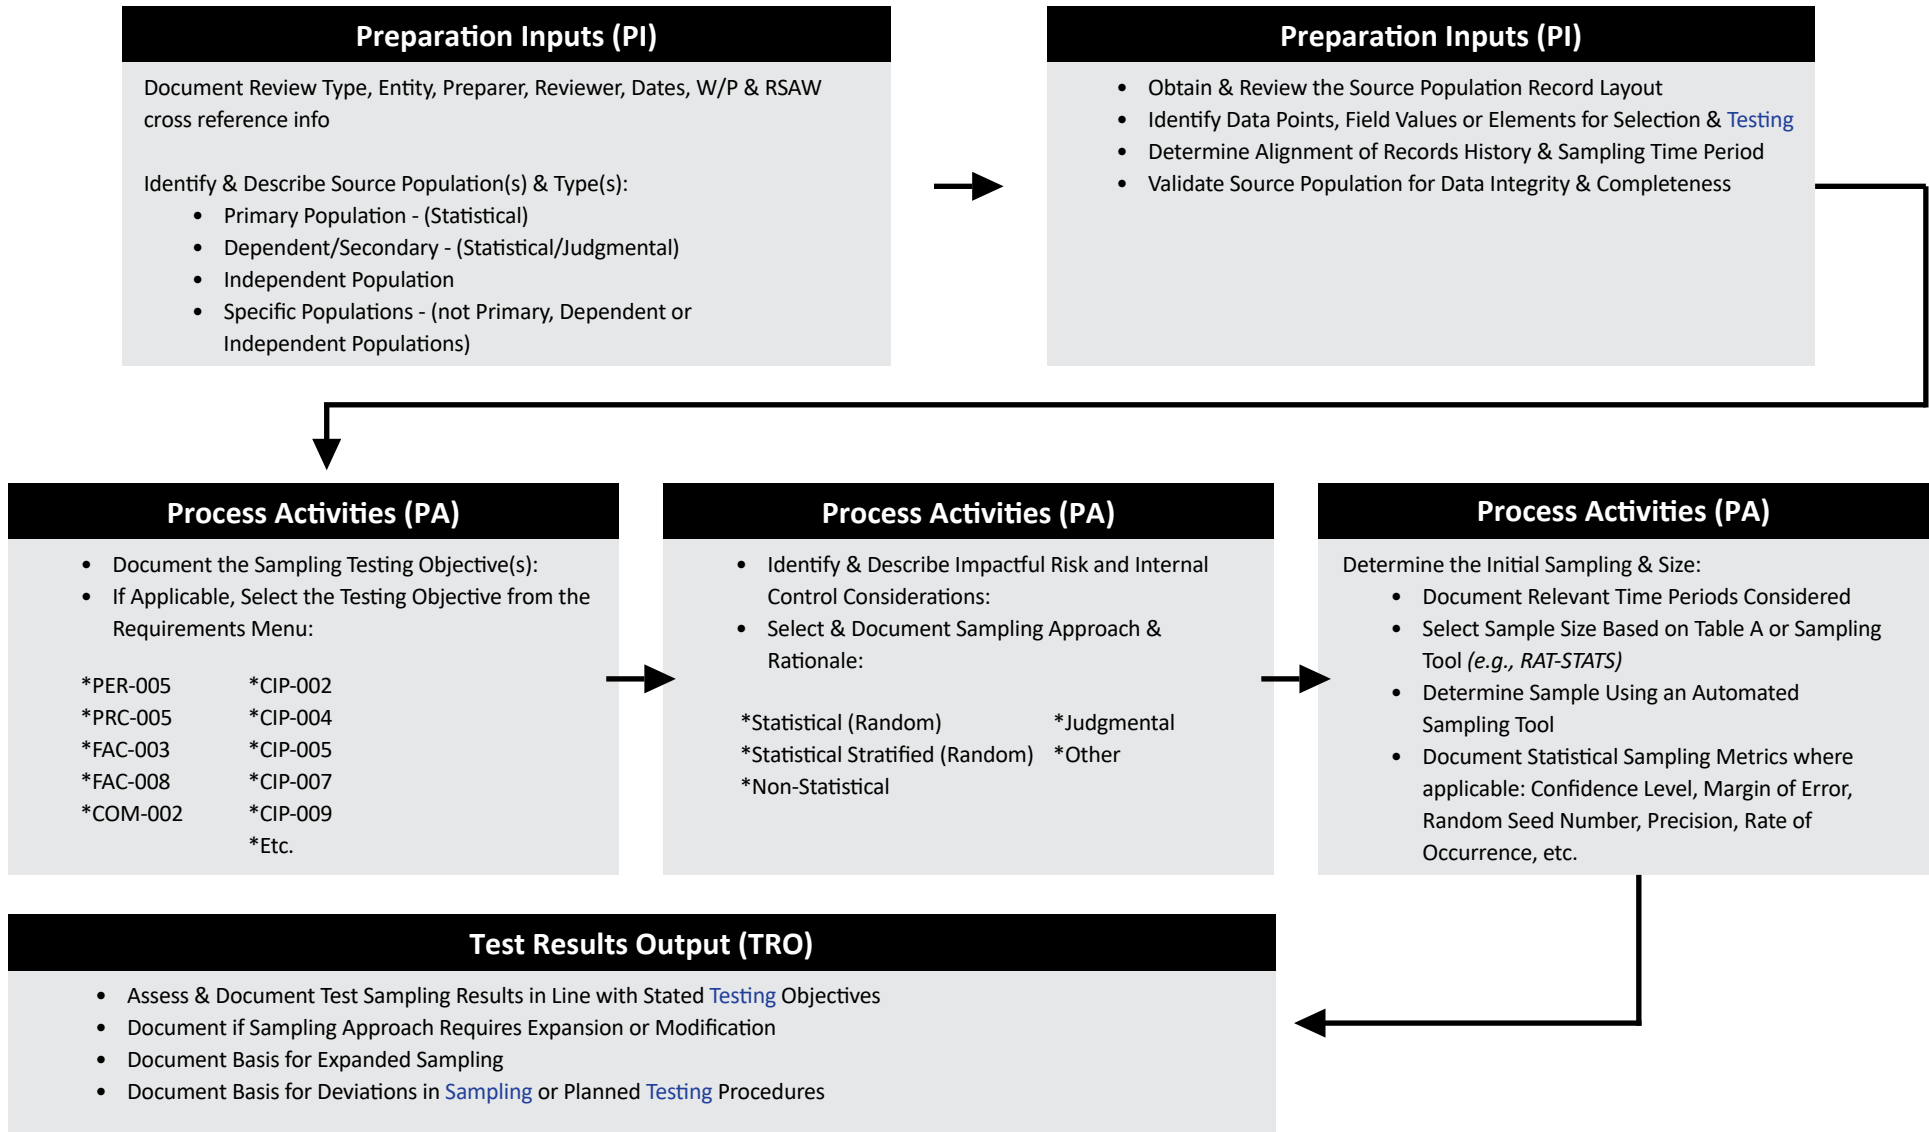 Preparation Inputs (PI)
Document Review Type, Entity, Preparer, Reviewer, Dates, W/P & RSAW
cross reference info
Identify & Describe Source Population(s) & Type(s):
• Primary Population - (Statistical)
• Dependent/Secondary - (Statistical/Judgmental)
• Independent Population
• Specific Populations - (not Primary, Dependent or
Independent Populations)
Preparation Inputs (PI)
• Obtain & Review the Source Population Record Layout
• Identify Data Points, Field Values or Elements for Selection & Testing
• Determine Alignment of Records History & Sampling Time Period
• Validate Source Population for Data Integrity & Completeness
Process Activities (PA)
• Document the Sampling Testing Objective(s):
• If Applicable, Select the Testing Objective from the
Requirements Menu:
*PER-005
*PRC-005
*FAC-003
*FAC-008
*COM-002
*CIP-002
*CIP-004
*CIP-005
*CIP-007
*CIP-009
*Etc.
Process Activities (PA)
• Identify & Describe Impactful Risk and Internal
Control Considerations:
• Select & Document Sampling Approach &
Rationale:
*Statistical (Random)
*Statistical Stratified (Random)
*Non-Statistical
*Judgmental
*Other
Process Activities (PA)
Determine the Initial Sampling & Size:
• Document Relevant Time Periods Considered
• Select Sample Size Based on Table A or Sampling
Tool (e.g., RAT-STATS)
• Determine Sample Using an Automated
Sampling Tool
• Document Statistical Sampling Metrics where
applicable: Confidence Level, Margin of Error,
Random Seed Number, Precision, Rate of
Occurrence, etc.
Test Results Output (TRO)
• Assess & Document Test Sampling Results in Line with Stated Testing Objectives
• Document if Sampling Approach Requires Expansion or Modification
• Document Basis for Expanded Sampling
• Document Basis for Deviations in Sampling or Planned Testing Procedures